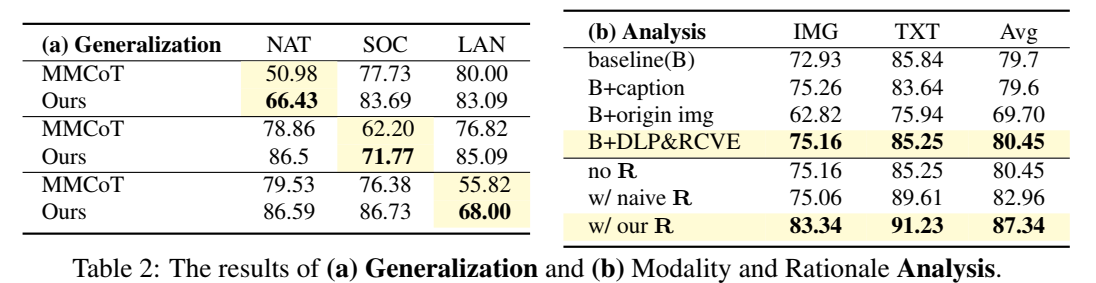 (a) Generalization NAT SOC LAN
MMCoT 50.98 77.73 80.00
Ours 66.43 83.69 83.09
MMCoT 78.86 62.20 76.82
Ours 86.5 71.77 85.09
MMCoT 79.53 76.38 55.82
Ours 86.59 86.73 68.00
(b) Analysis IMG TXT Avg
baseline(B) 72.93 85.84 79.7
B+caption 75.26 83.64 79.6
B+origin img 62.82 75.94 69.70
B+DLP&RCVE 75.16 85.25 80.45
no R 75.16 85.25 80.45
w/ naive R 75.06 89.61 82.96
w/ our R 83.34 91.23 87.34
Table 2: The results of (a) Generalization and (b) Modality and Rationale Analysis.